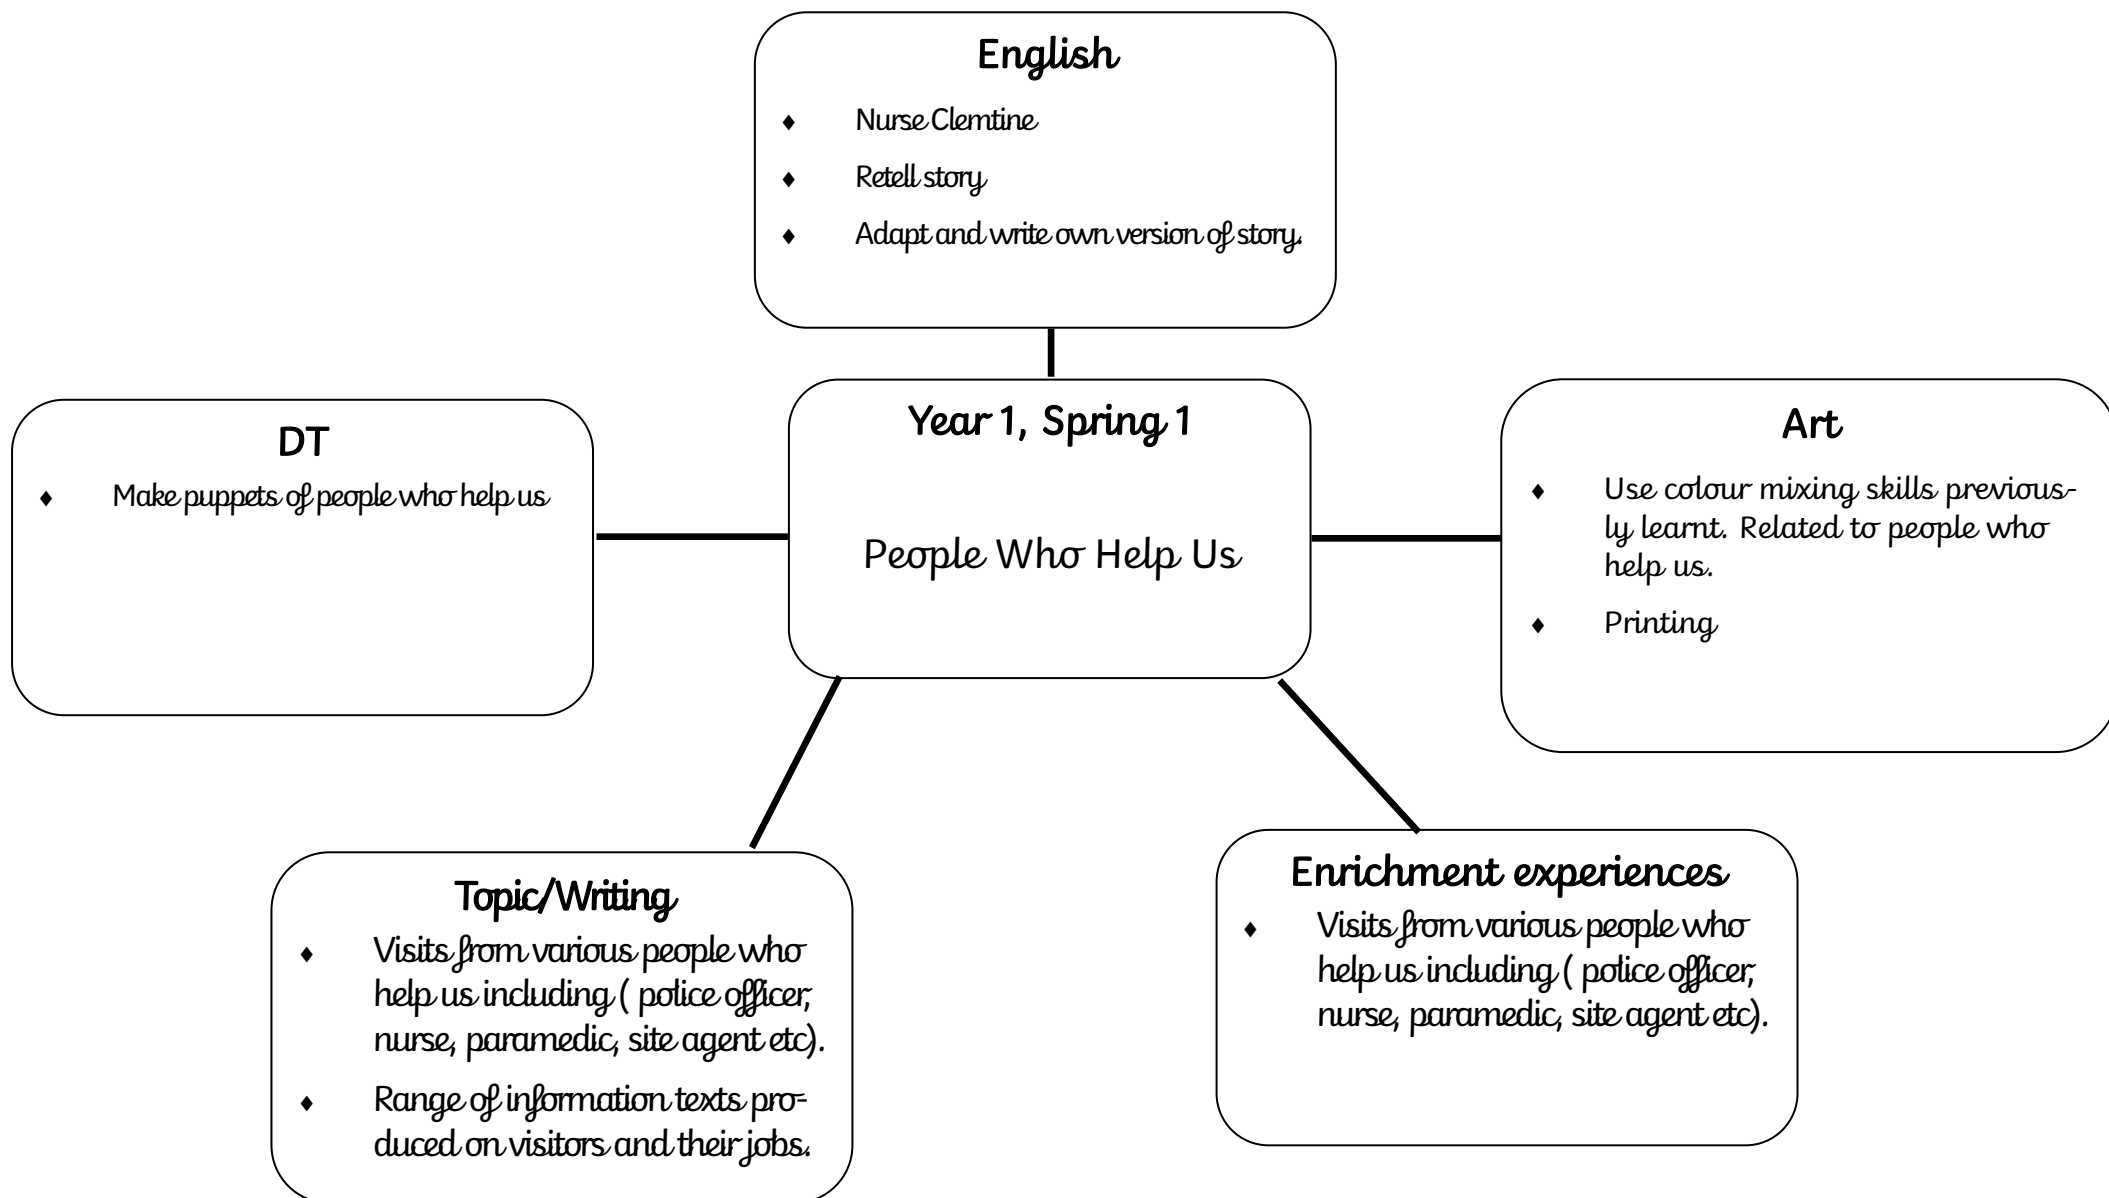 English
♦ Nurse Clemtine
♦ Retell story
♦ Adapt and write own version of story.
Year 1, Spring 1
People Who Help Us
DT
♦ Make puppets of people who help us
Art
♦ Use colour mixing skills previous-
ly learnt. Related to people who
help us.
♦ Printing
Topic/Writing
♦ Visits from various people who
help us including ( police officer,
nurse, paramedic, site agent etc).
♦ Range of information texts pro-
duced on visitors and their jobs.
Enrichment experiences
♦ Visits from various people who
help us including ( police officer,
nurse, paramedic, site agent etc).